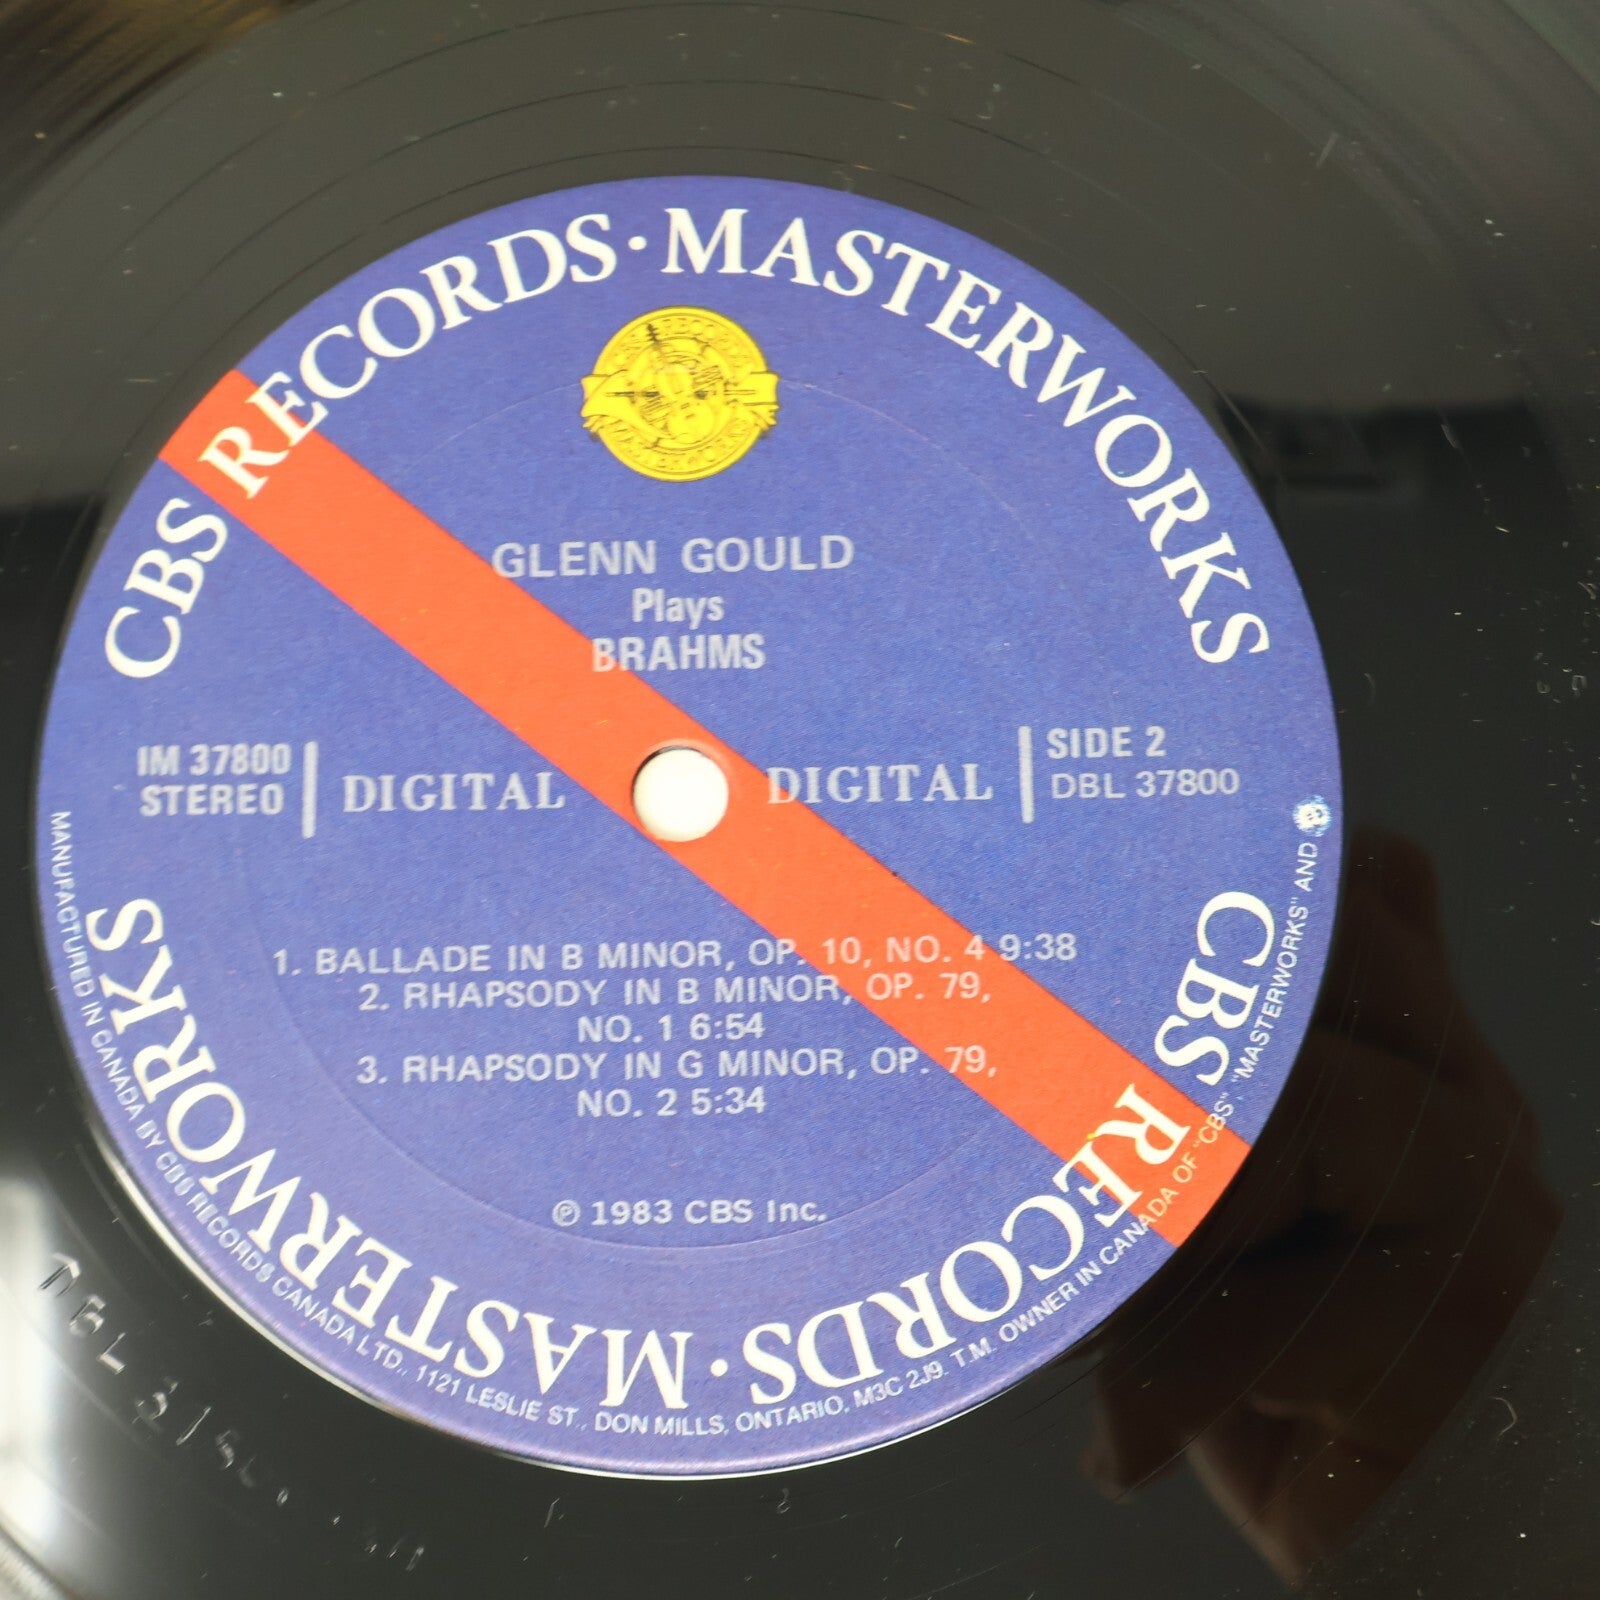 CBS RECORDS · MASTERWORKS
GLENN GOULD
Plays
BRAHMS
IM 37800
STEREO
DIGITAL
DIGITAL
SIDE 2
DBL 37800
1. BALLADE IN B MINOR, OP. 10, NO. 4 9:38
2. RHAPSODY IN B MINOR, OP. 79,
NO. 1 6:54
3. RHAPSODY IN G MINOR, OP. 79,
NO. 2 5:34
℗ 1983 CBS Inc.
CBS RECORDS · MASTERWORKS
MANUFACTURED IN CANADA BY CBS RECORDS CANADA LTD., 1121 LESLIE ST., DON MILLS, ONTARIO, M3C 2J9. T.M. OWNER IN CANADA OF "CBS" "MASTERWORKS" AND
DBL